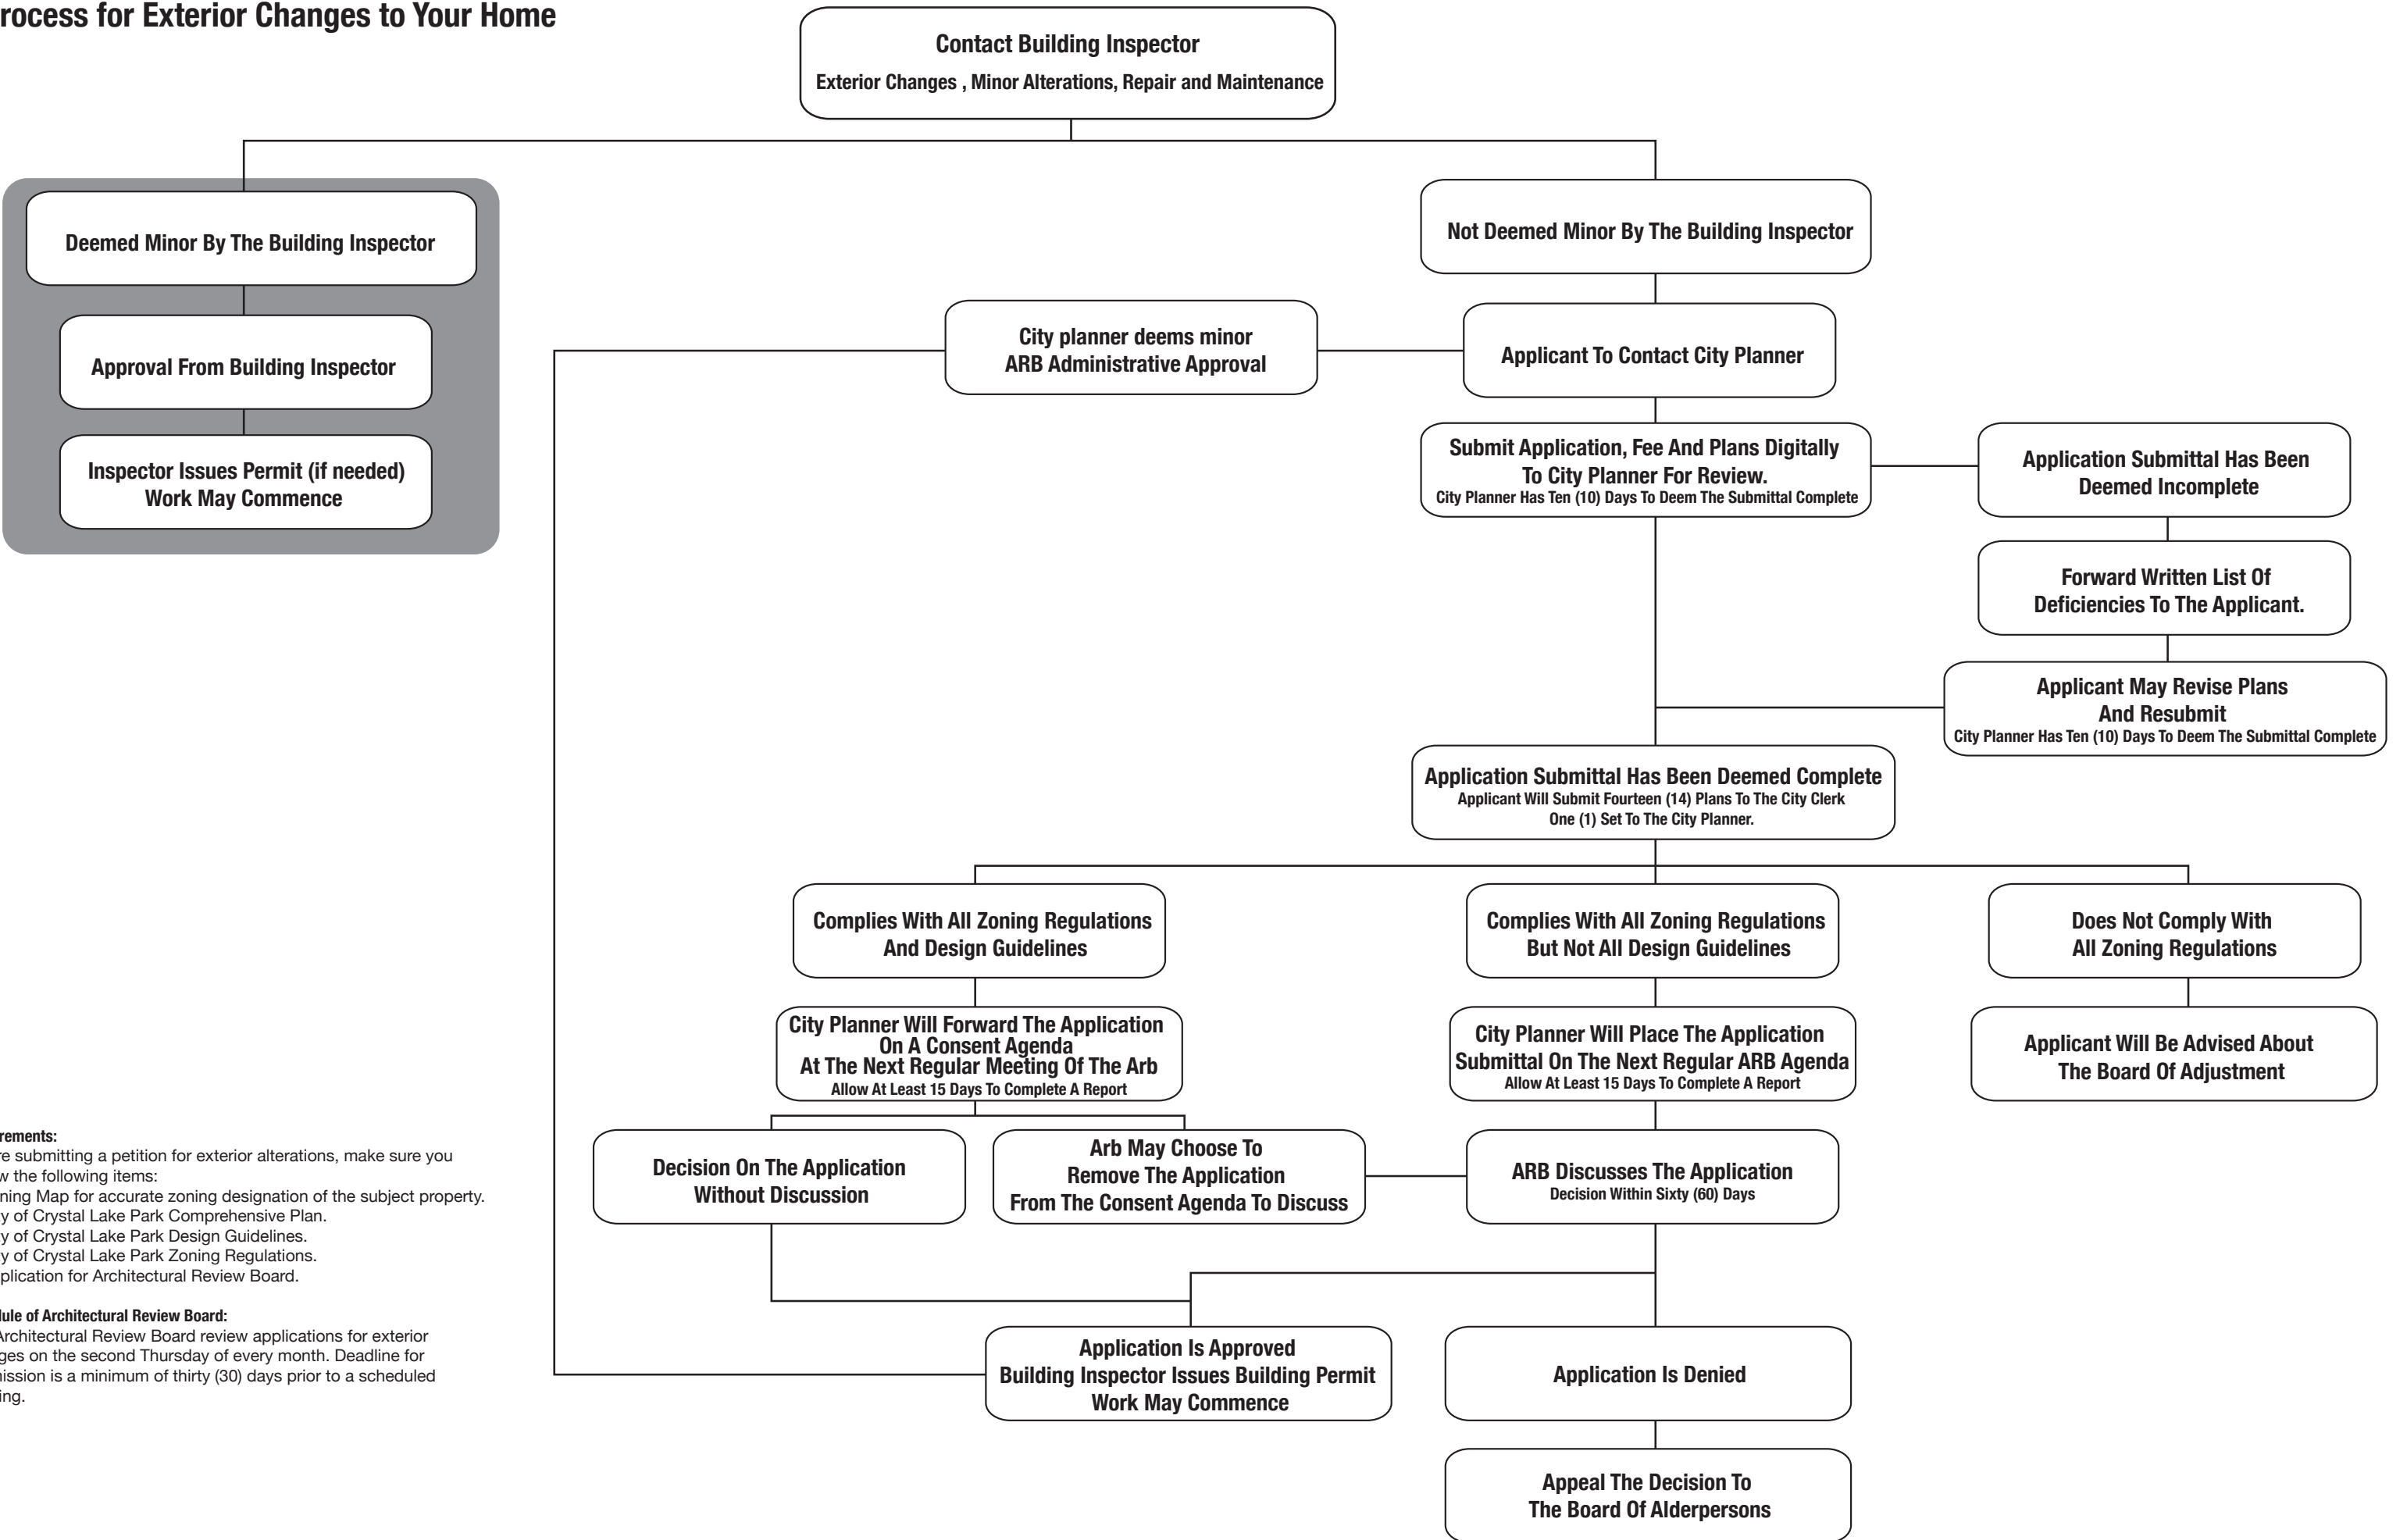 rocess for Exterior Changes to Your Home
Contact Building Inspector
Exterior Changes , Minor Alterations, Repair and Maintenance
Deemed Minor By The Building Inspector
Approval From Building Inspector
Inspector Issues Permit (if needed)
Work May Commence
Not Deemed Minor By The Building Inspector
City planner deems minor
ARB Administrative Approval
Applicant To Contact City Planner
Submit Application, Fee And Plans Digitally
To City Planner For Review.
City Planner Has Ten (10) Days To Deem The Submittal Complete
Application Submittal Has Been
Deemed Incomplete
Forward Written List Of
Deficiencies To The Applicant.
Applicant May Revise Plans
And Resubmit
City Planner Has Ten (10) Days To Deem The Submittal Complete
Application Submittal Has Been Deemed Complete
Applicant Will Submit Fourteen (14) Plans To The City Clerk
One (1) Set To The City Planner.
Complies With All Zoning Regulations
And Design Guidelines
Complies With All Zoning Regulations
But Not All Design Guidelines
Does Not Comply With
All Zoning Regulations
City Planner Will Forward The Application
On A Consent Agenda
At The Next Regular Meeting Of The Arb
Allow At Least 15 Days To Complete A Report
City Planner Will Place The Application
Submittal On The Next Regular ARB Agenda
Allow At Least 15 Days To Complete A Report
Applicant Will Be Advised About
The Board Of Adjustment
Decision On The Application
Without Discussion
Arb May Choose To
Remove The Application
From The Consent Agenda To Discuss
ARB Discusses The Application
Decision Within Sixty (60) Days
Application Is Approved
Building Inspector Issues Building Permit
Work May Commence
Application Is Denied
Appeal The Decision To
The Board Of Alderpersons
rements:
re submitting a petition for exterior alterations, make sure you
w the following items:
ning Map for accurate zoning designation of the subject property.
y of Crystal Lake Park Comprehensive Plan.
y of Crystal Lake Park Design Guidelines.
y of Crystal Lake Park Zoning Regulations.
plication for Architectural Review Board.
ule of Architectural Review Board:
Architectural Review Board review applications for exterior
ges on the second Thursday of every month. Deadline for
ission is a minimum of thirty (30) days prior to a scheduled
ing.